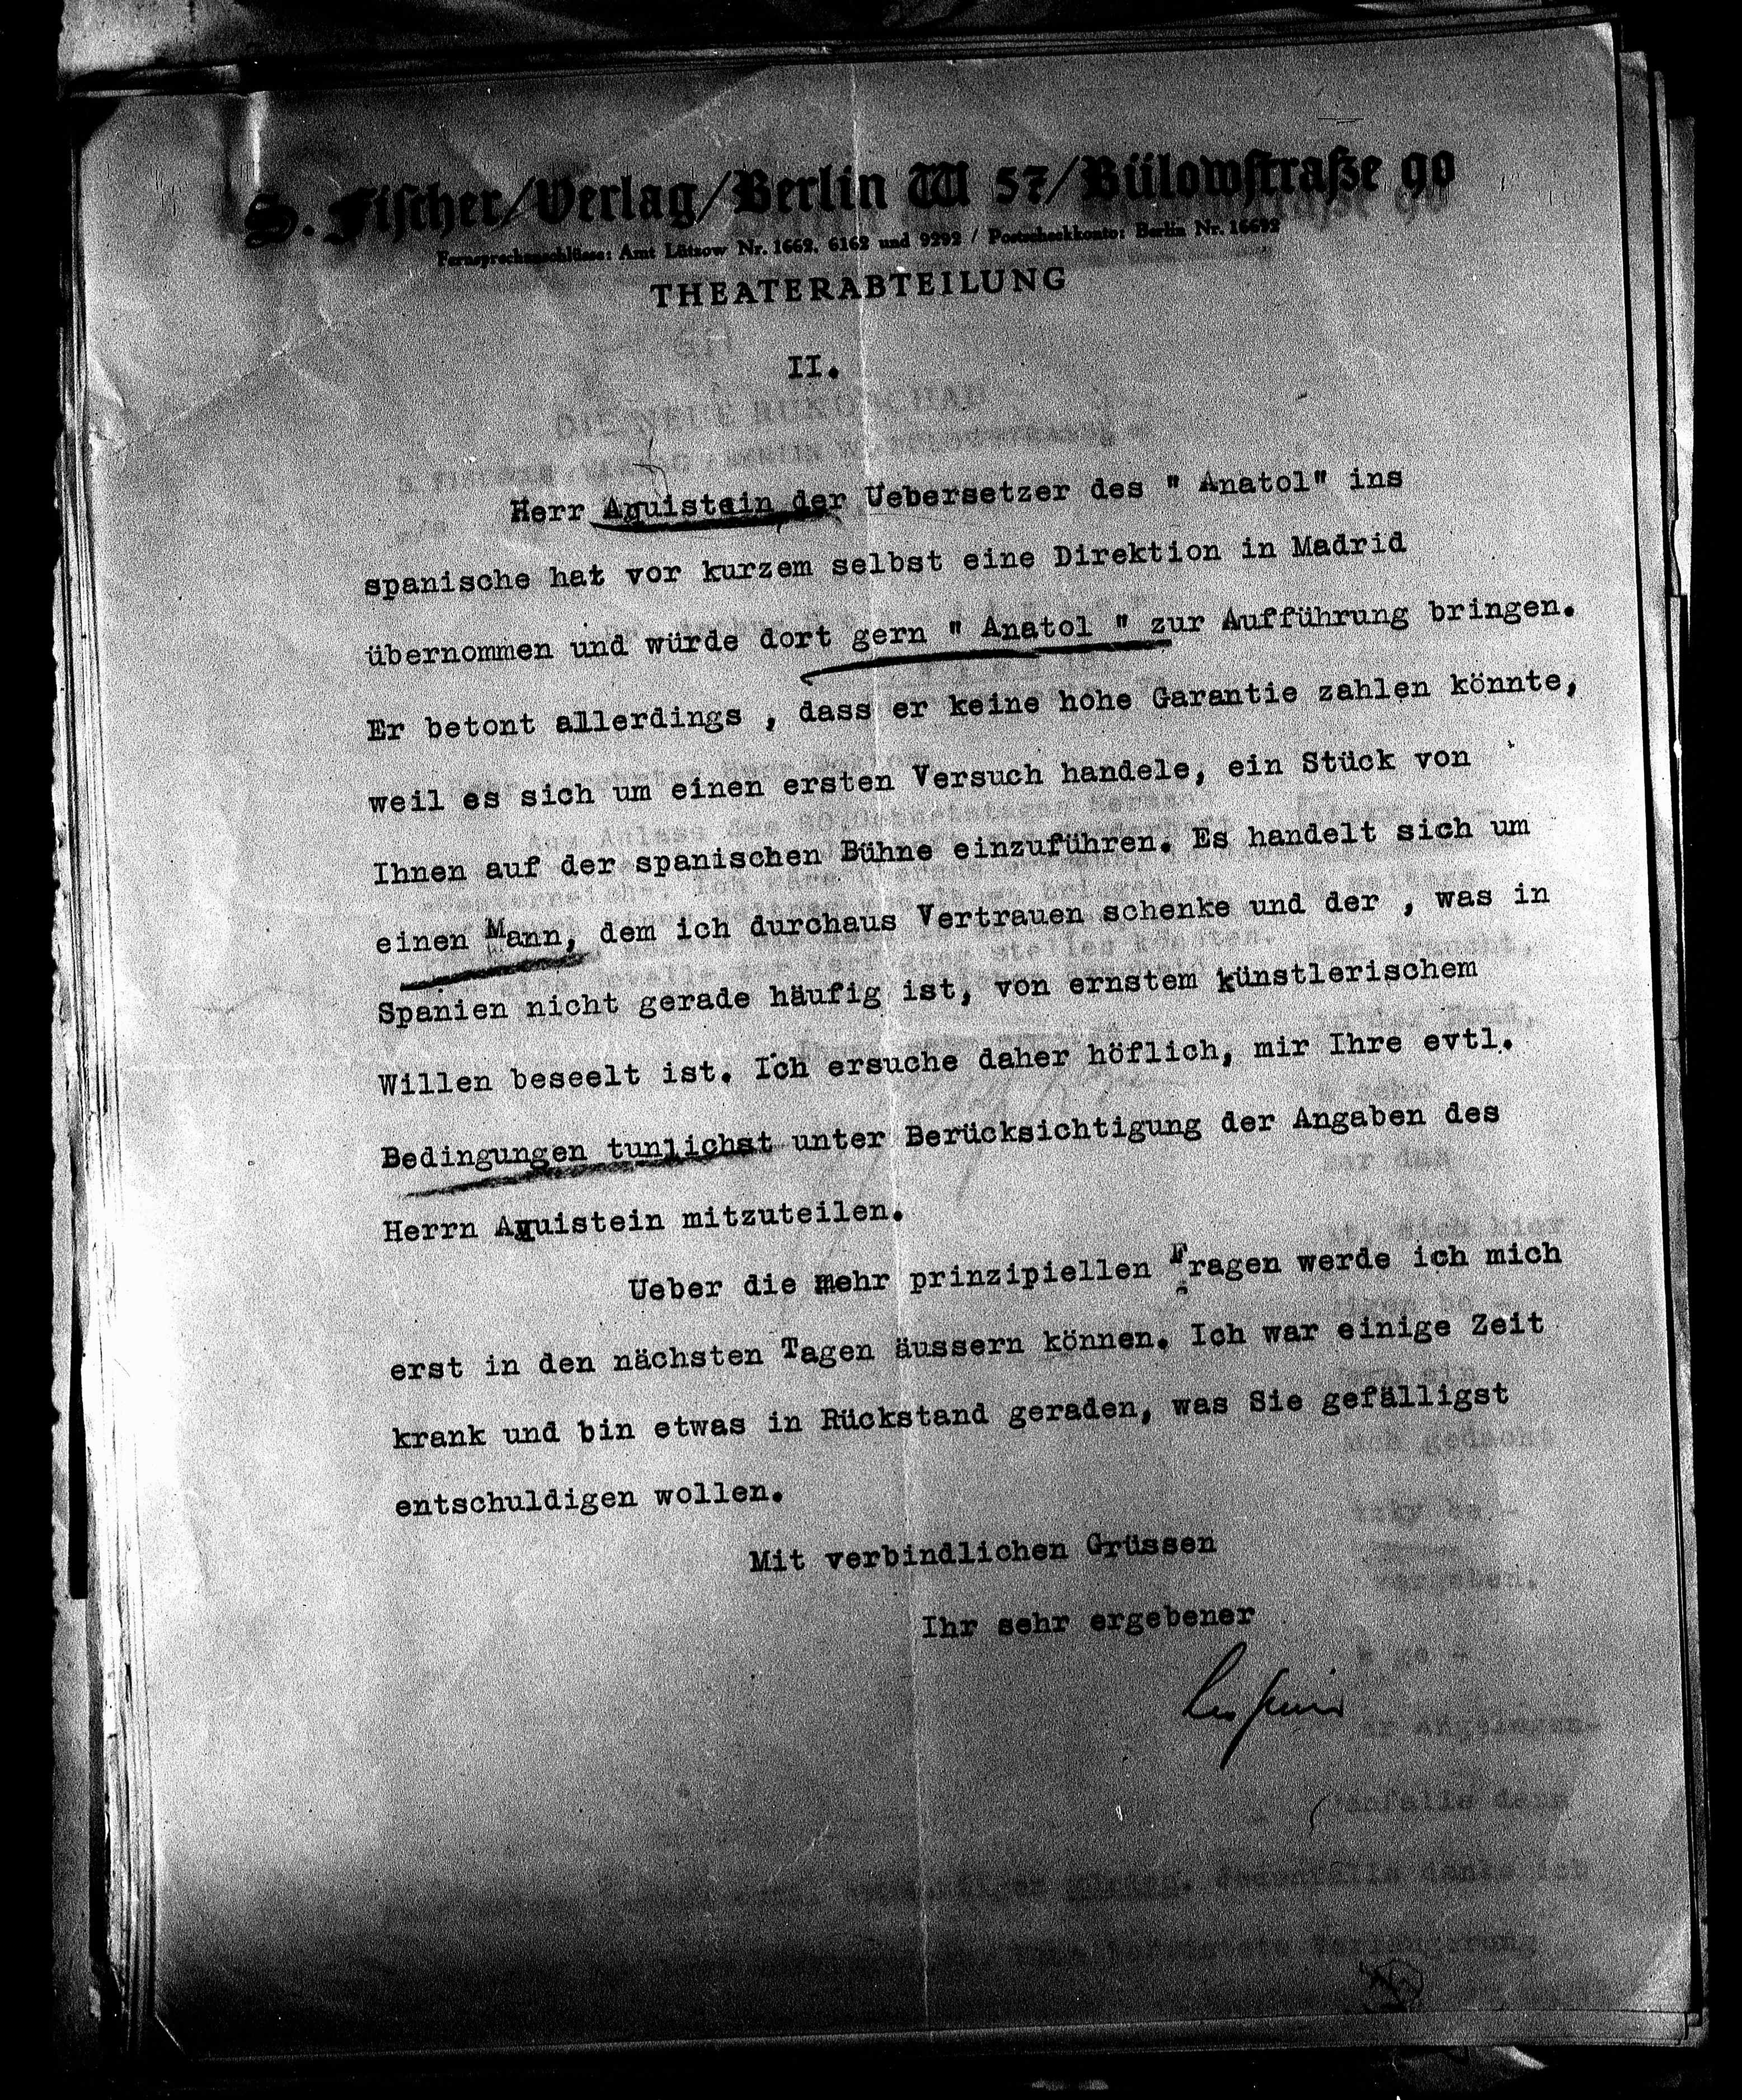 S. Fischer/Verlag/Berlin W 57/Bülowstraße 90
Fernsprechanschlüsse: Amt Lützow Nr. 1662, 6162 und 9292 / Postscheckkonto: Berlin Nr. 16692
THEATERABTEILUNG
II.
Herr Aquistein der Uebersetzer des " Anatol" ins
spanische hat vor kurzem selbst eine Direktion in Madrid
übernommen und würde dort gern " Anatol " zur Aufführung bringen.
Er betont allerdings , dass er keine hohe Garantie zahlen könnte,
weil es sich um einen ersten Versuch handele, ein Stück von
Ihnen auf der spanischen Bühne einzuführen. Es handelt sich um
einen Mann, dem ich durchaus Vertrauen schenke und der , was in
Spanien nicht gerade häufig ist, von ernstem künstlerischem
Willen beseelt ist. Ich ersuche daher höflich, mir Ihre evtl.
Bedingungen tunlichst unter Berücksichtigung der Angaben des
Herrn Aquistein mitzuteilen.
Ueber die mehr prinzipiellen Fragen werde ich mich
erst in den nächsten Tagen äussern können. Ich war einige Zeit
krank und bin etwas in Rückstand geraden, was Sie gefälligst
entschuldigen wollen.
Mit verbindlichen Grüssen
Ihr sehr ergebener